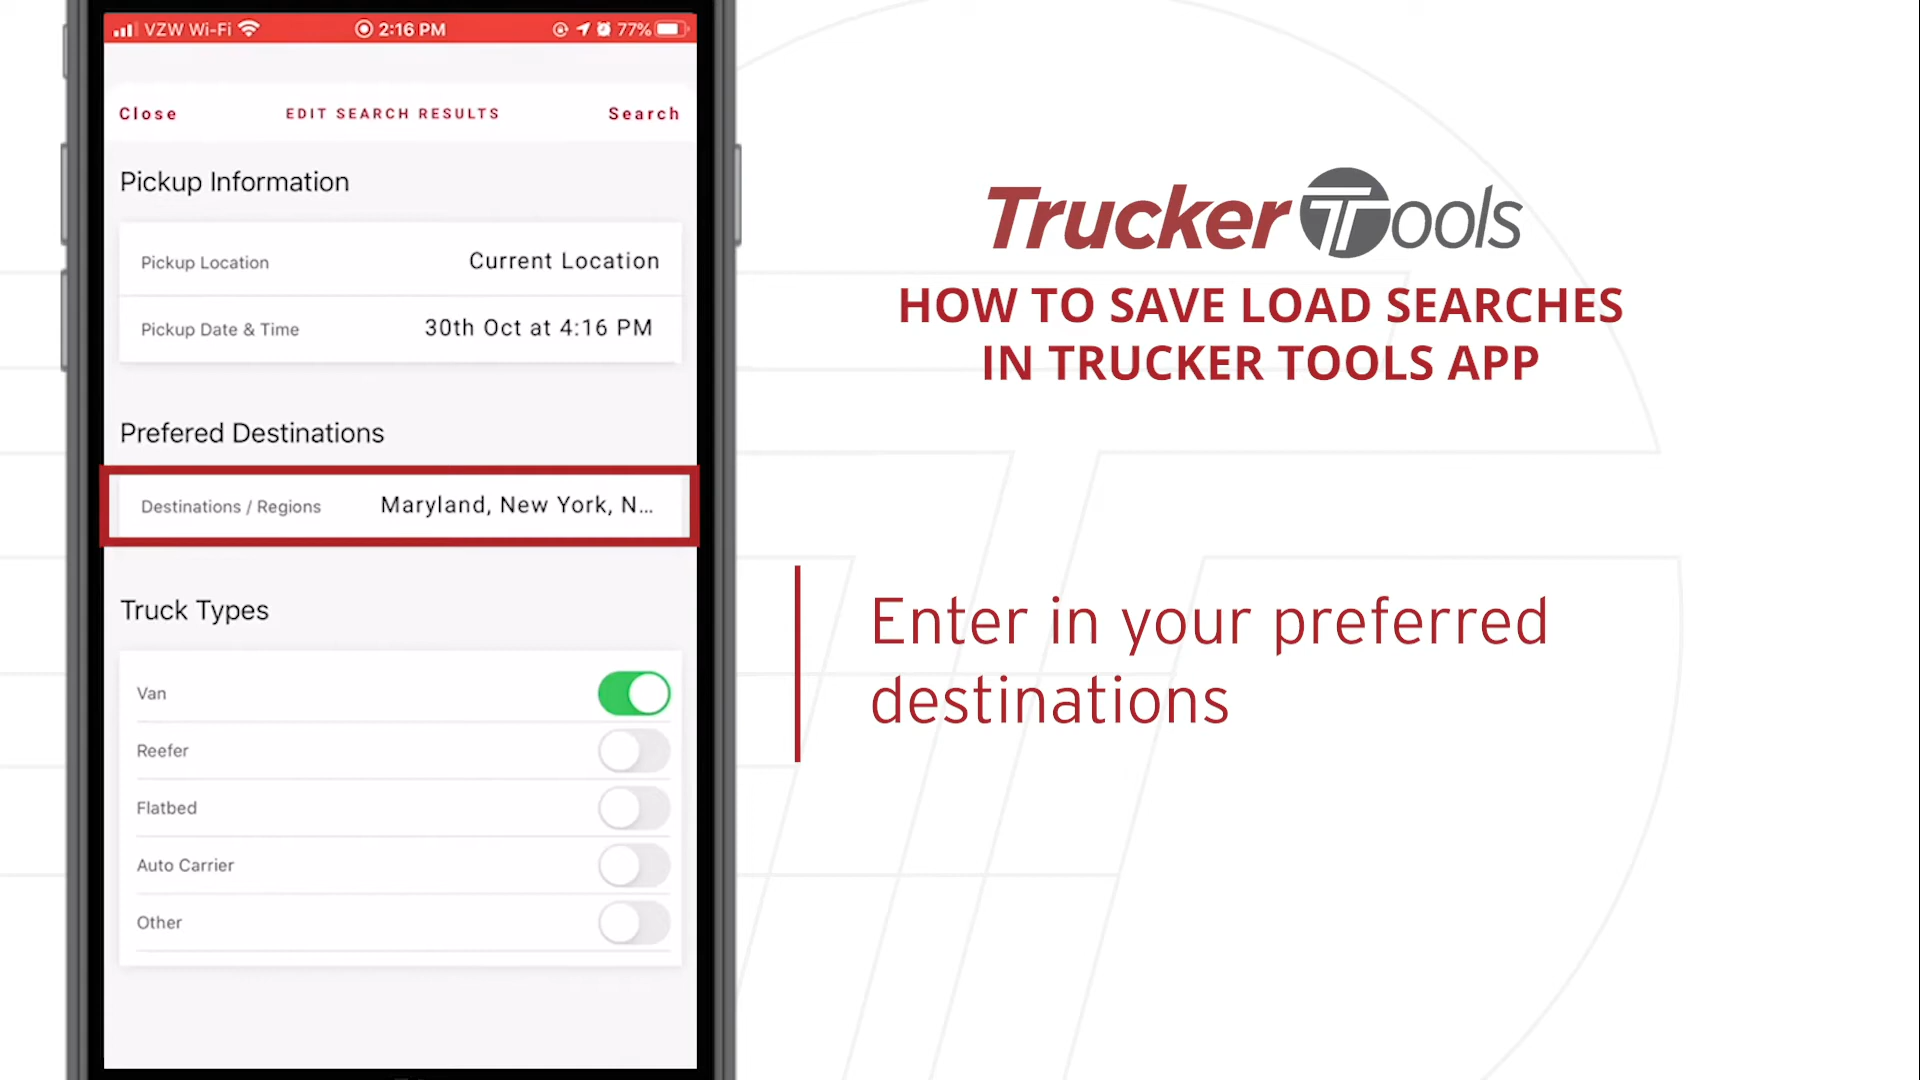 VZW Wi-Fi 2:16 PM 77%
Close EDIT SEARCH RESULTS Search
Pickup Information
Pickup Location Current Location
Pickup Date & Time 30th Oct at 4:16 PM
Prefered Destinations
Destinations / Regions Maryland, New York, N...
Truck Types
Van
Reefer
Flatbed
Auto Carrier
Other
Trucker Tools
HOW TO SAVE LOAD SEARCHES
IN TRUCKER TOOLS APP
Enter in your preferred
destinations